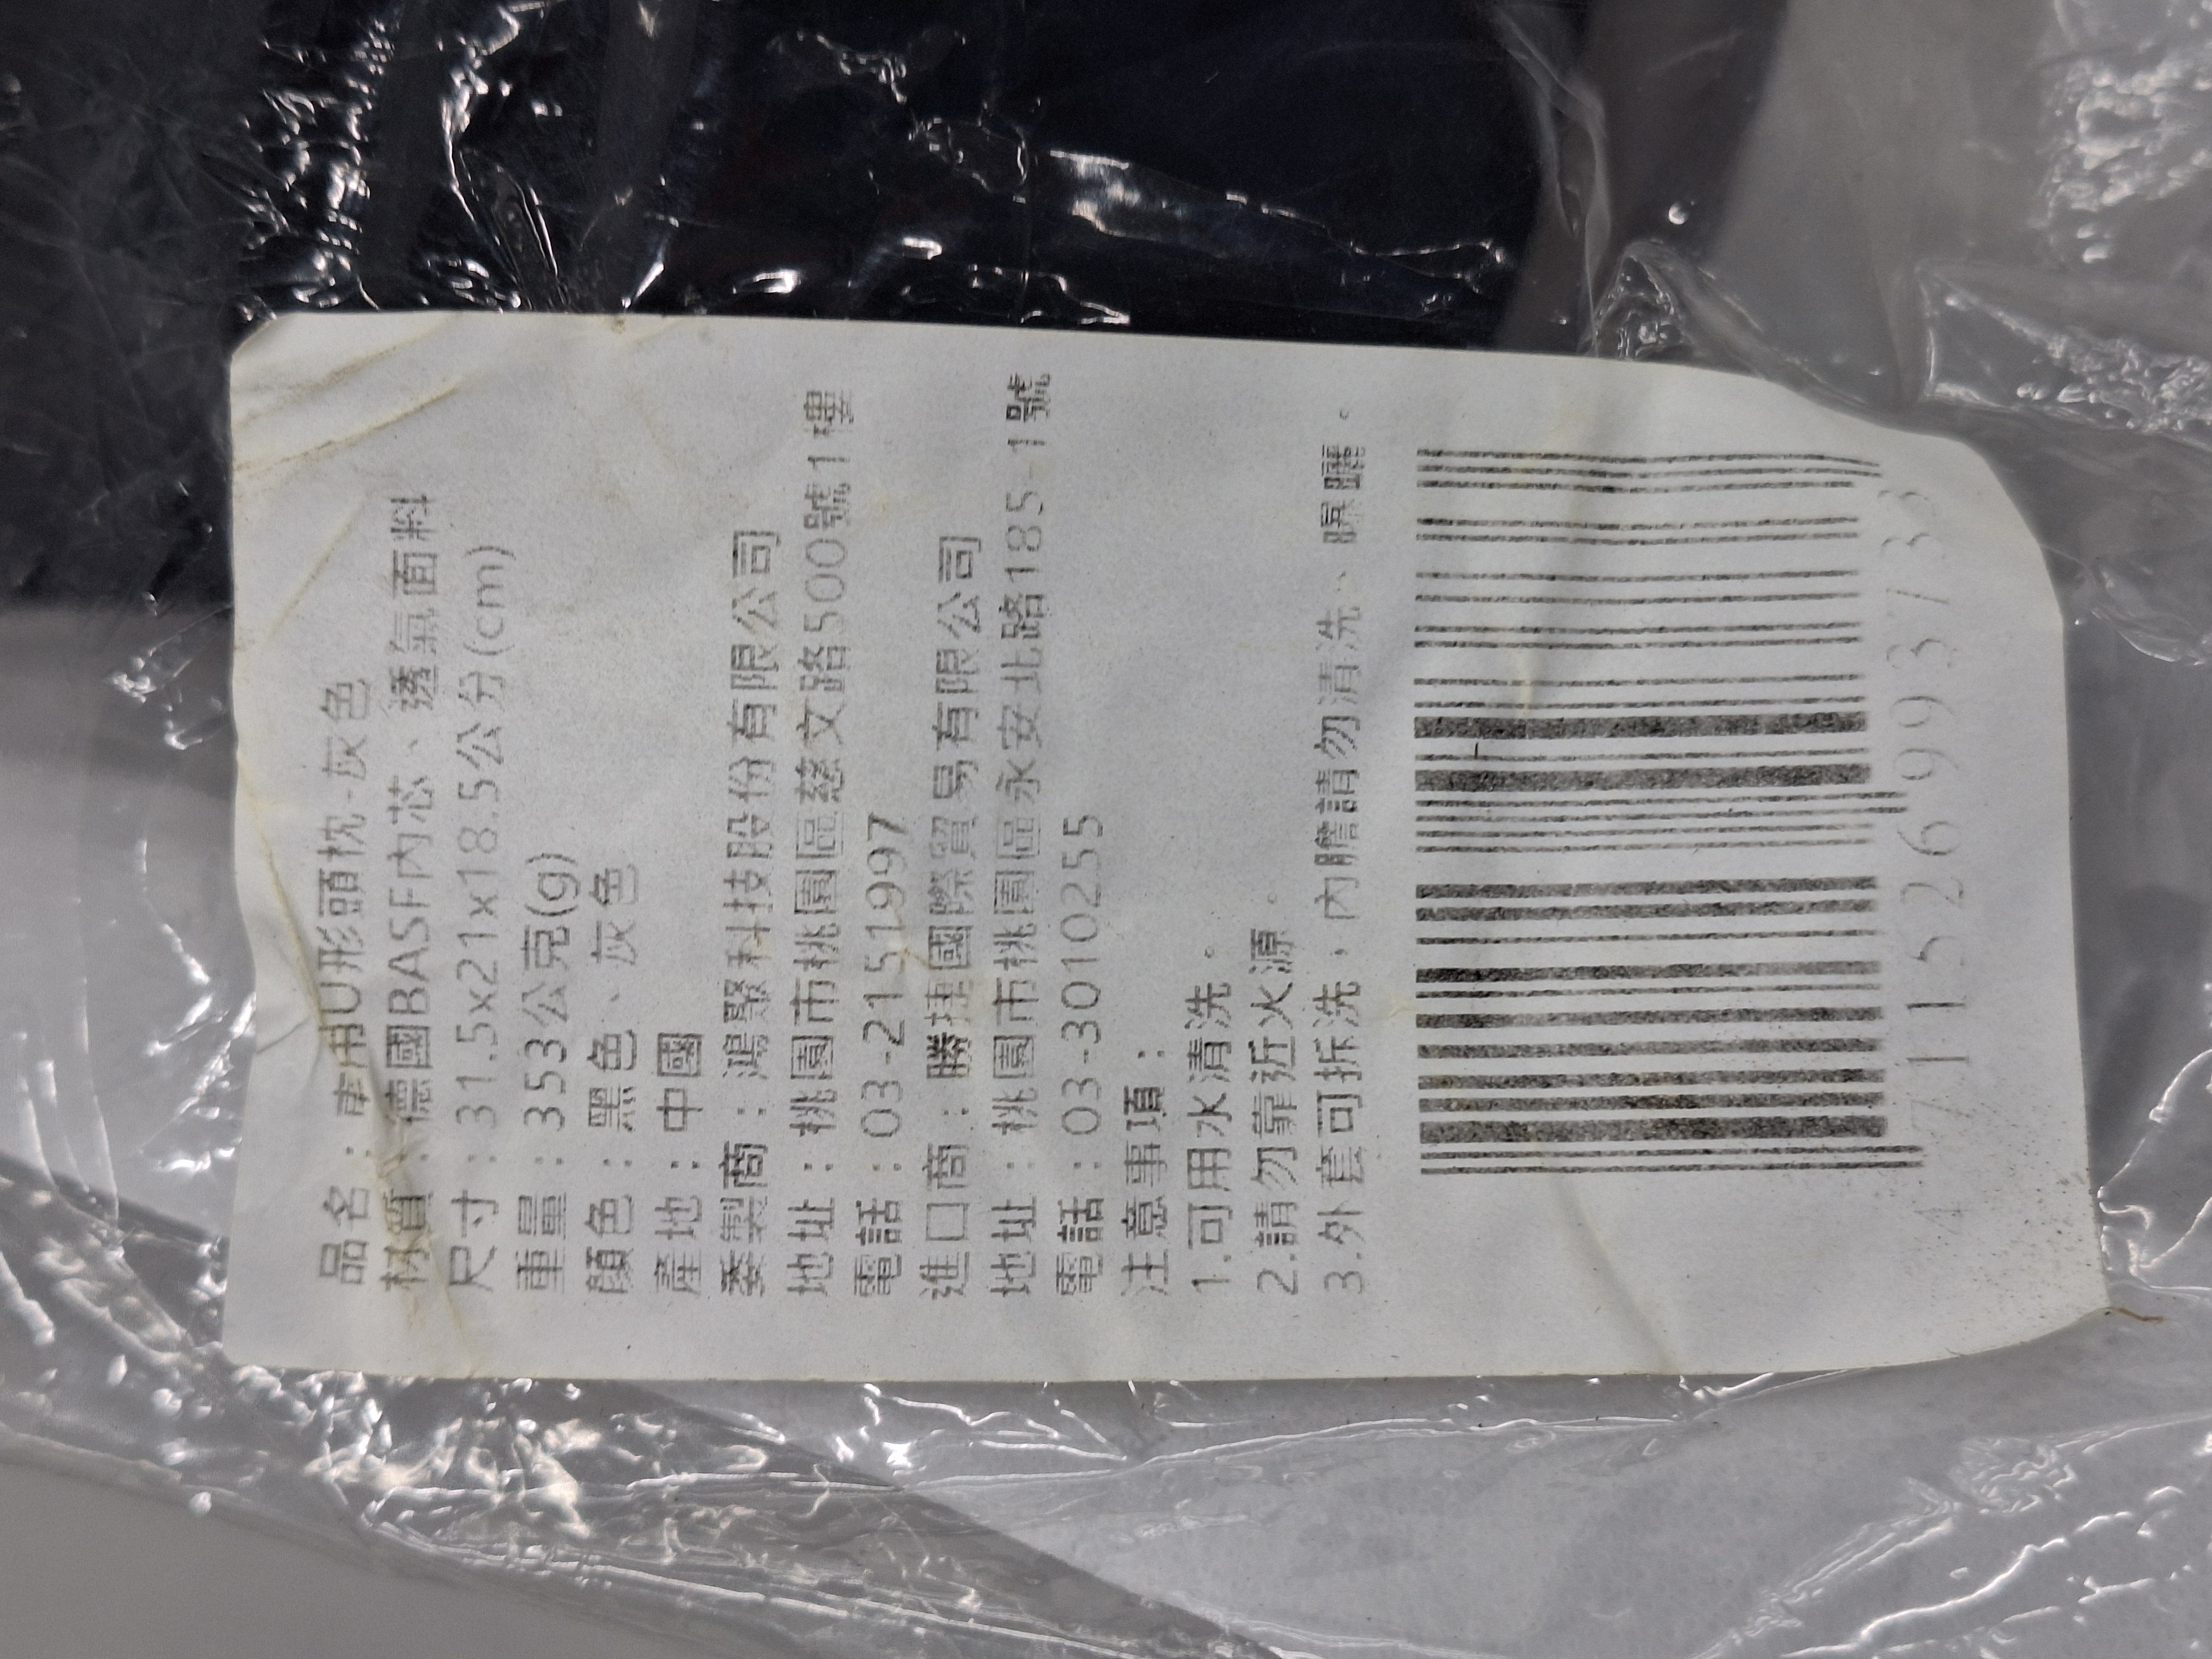 品名：車用U形頭枕-灰色
材質：德國BASF內芯、透氣面料
尺寸：31.5x21x18.5公分(cm)
重量：353公克(g)
顏色：黑色、灰色
產地：中國
委製商：鴻聚科技股份有限公司
地址：桃園市桃園區慈文路500號1樓
電話：03-2151997
進口商：勝捷國際貿易有限公司
地址：桃園市桃園區永安北路185-1號
電話：03-3010255
注意事項：
1.可用水清洗。
2.請勿靠近火源。
3.外套可拆洗，內膽請勿清洗、曝曬。
471526993733